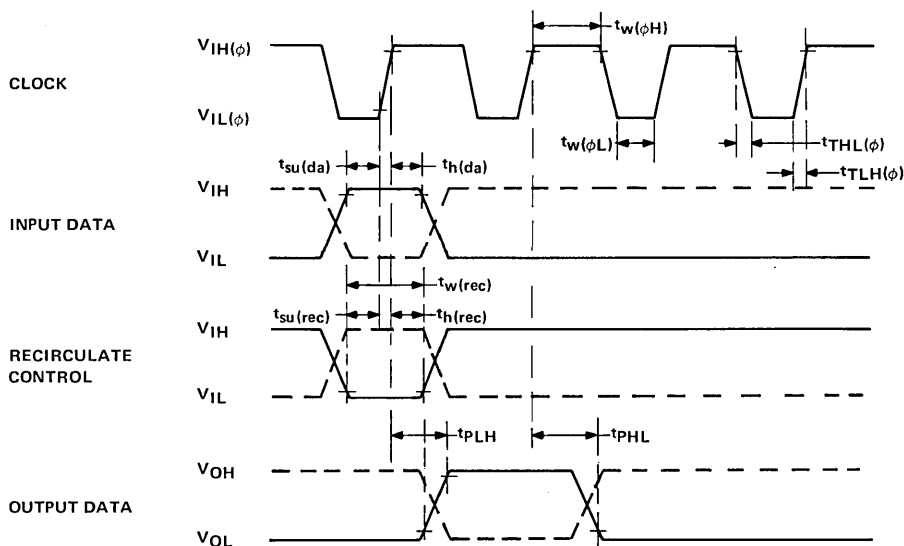 tw(φH)
VIH(φ)
CLOCK
VIL(φ)
tw(φL)
tTHL(φ)
tsu(da)
th(da)
tTLH(φ)
VIH
INPUT DATA
VIL
tw(rec)
tsu(rec)
th(rec)
VIH
RECIRCULATE
CONTROL
VIL
tPLH
tPHL
VOH
OUTPUT DATA
VOL